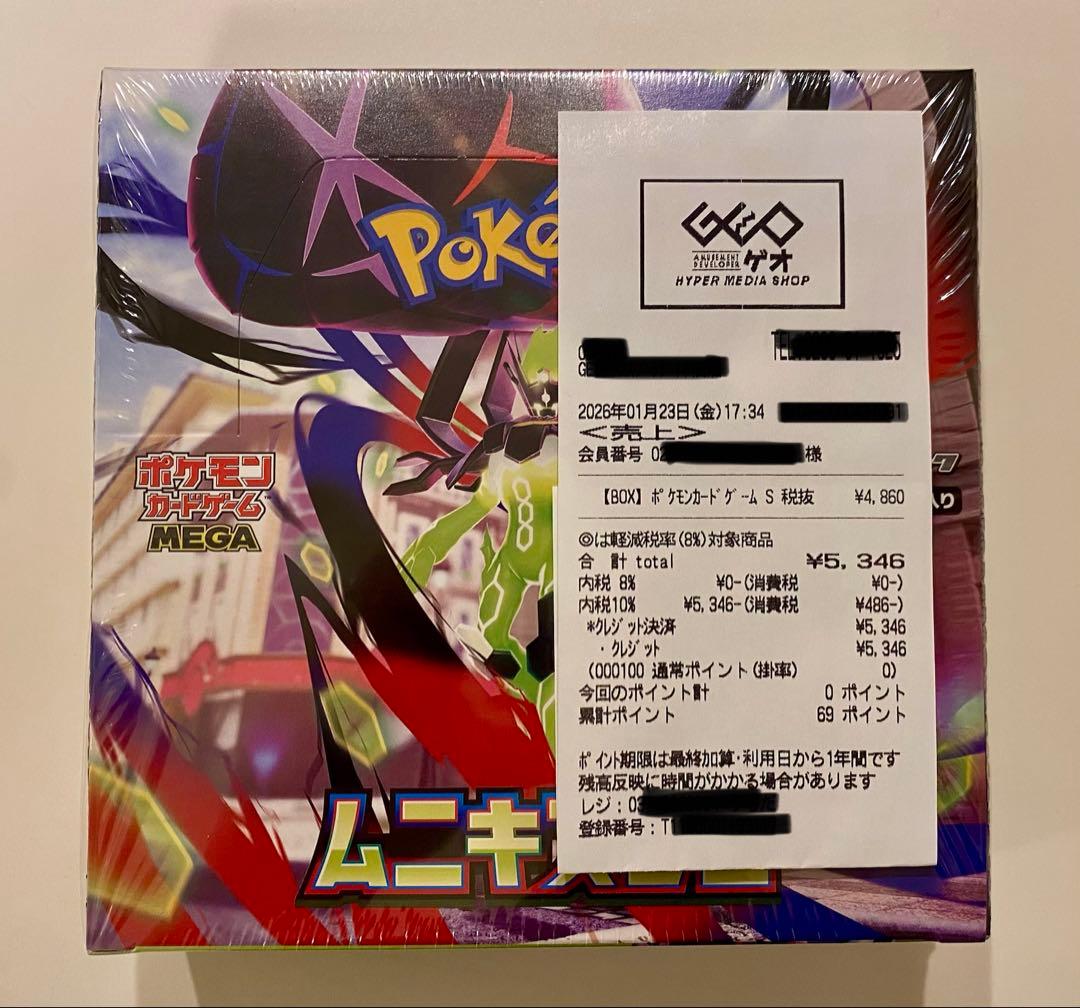 Poké
GEO
AMUSEMENT
DEVELOPER
ゲオ
HYPER MEDIA SHOP
2026年01月23日(金)17:34
<売上>
会員番号 02 様
【BOX】ポケモンカードゲーム S 税抜 ¥4,860
◎は軽減税率(8%)対象商品
合 計 total ¥5,346
内税 8% ¥0-(消費税 ¥0-)
内税10% ¥5,346-(消費税 ¥486-)
*クレジット決済 ¥5,346
・クレジット ¥5,346
(000100 通常ポイント(掛率) 0)
今回のポイント計 0 ポイント
累計ポイント 69 ポイント
ポイント期限は最終加算・利用日から1年間です
残高反映に時間がかかる場合があります
レジ:03
登録番号:T
ポケモン
カードゲーム
MEGA
入り
ムニキス